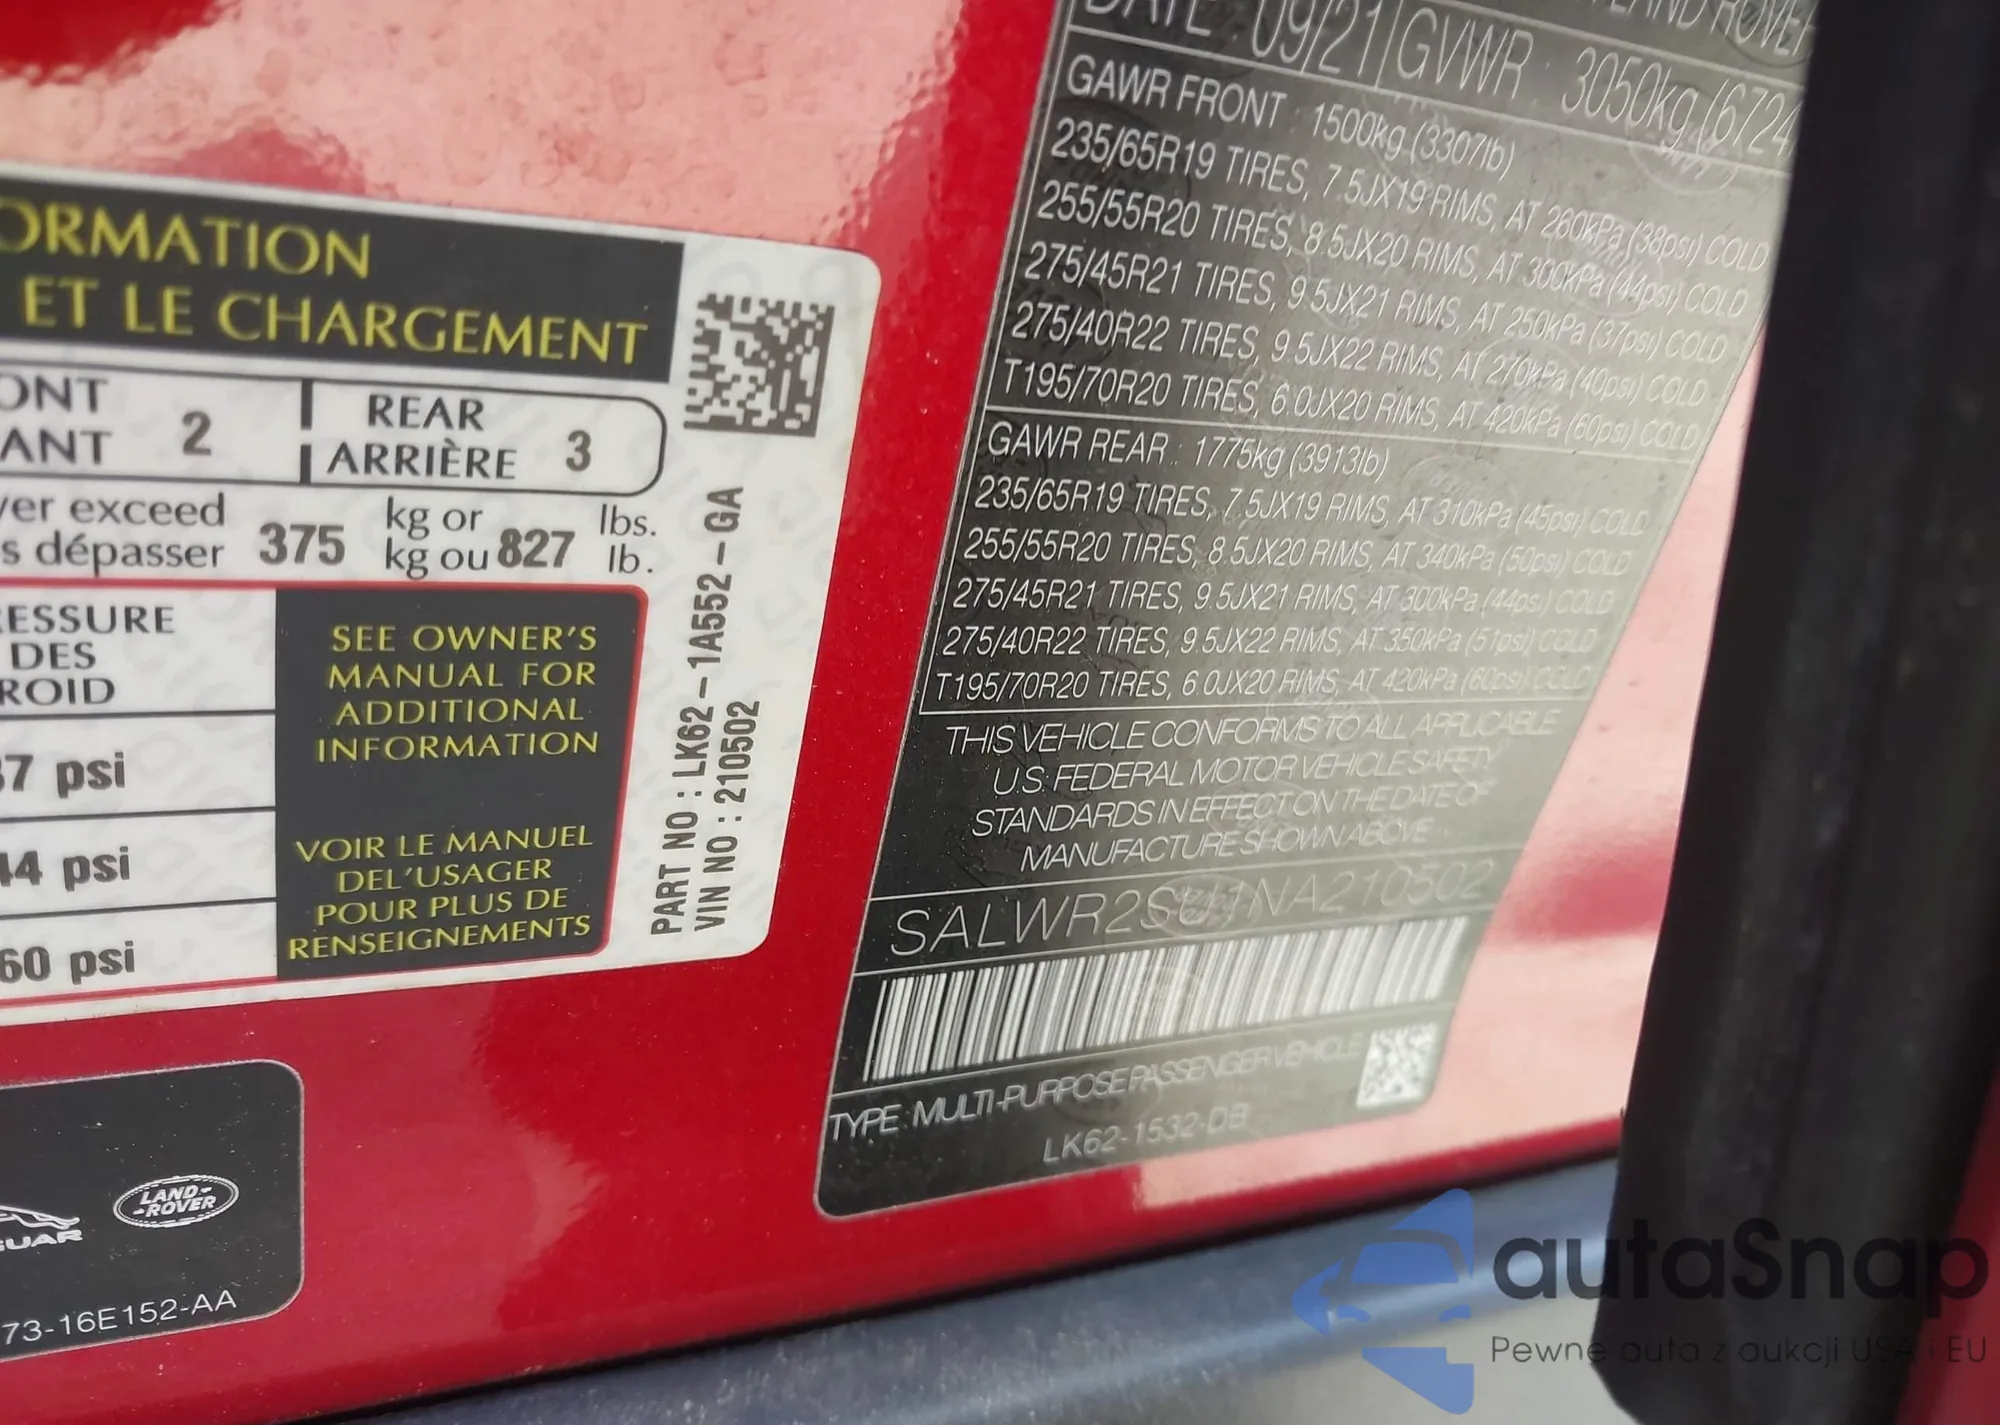 ORMATION
ET LE CHARGEMENT
ONT
ANT
2
REAR
ARRIÈRE
3
ver exceed
s dépasser
375
kg or
kg ou
827
lbs.
lb.
ESSURE
DES
ROID
37 psi
44 psi
60 psi
SEE OWNER'S
MANUAL FOR
ADDITIONAL
INFORMATION
VOIR LE MANUEL
DEL'USAGER
POUR PLUS DE
RENSEIGNEMENTS
PART NO : LK62-1A552-GA
VIN NO : 210502
LAND ROVER
DATE : 09/21 GVWR : 3050kg (6724
GAWR FRONT : 1500kg (3307lb)
235/65R19 TIRES, 7.5JX19 RIMS, AT 260kPa (38psi) COLD
255/55R20 TIRES, 8.5JX20 RIMS, AT 300kPa (44psi) COLD
275/45R21 TIRES, 9.5JX21 RIMS, AT 250kPa (37psi) COLD
275/40R22 TIRES, 9.5JX22 RIMS, AT 270kPa (40psi) COLD
T195/70R20 TIRES, 6.0JX20 RIMS, AT 420kPa (60psi) COLD
GAWR REAR : 1775kg (3913lb)
235/65R19 TIRES, 7.5JX19 RIMS, AT 310kPa (45psi) COLD
255/55R20 TIRES, 8.5JX20 RIMS, AT 340kPa (50psi) COLD
275/45R21 TIRES, 9.5JX21 RIMS, AT 300kPa (44psi) COLD
275/40R22 TIRES, 9.5JX22 RIMS, AT 350kPa (51psi) COLD
T195/70R20 TIRES, 6.0JX20 RIMS, AT 420kPa (60psi) COLD
THIS VEHICLE CONFORMS TO ALL APPLICABLE
U.S. FEDERAL MOTOR VEHICLE SAFETY
STANDARDS IN EFFECT ON THE DATE OF
MANUFACTURE SHOWN ABOVE
TYPE: MULTI-PURPOSE PASSENGER VEHICLE
LK62-1532-DB
GUAR
LAND-
-ROVER
73-16E152-AA
autaSnap
Pewne auta z aukcji USA i EU